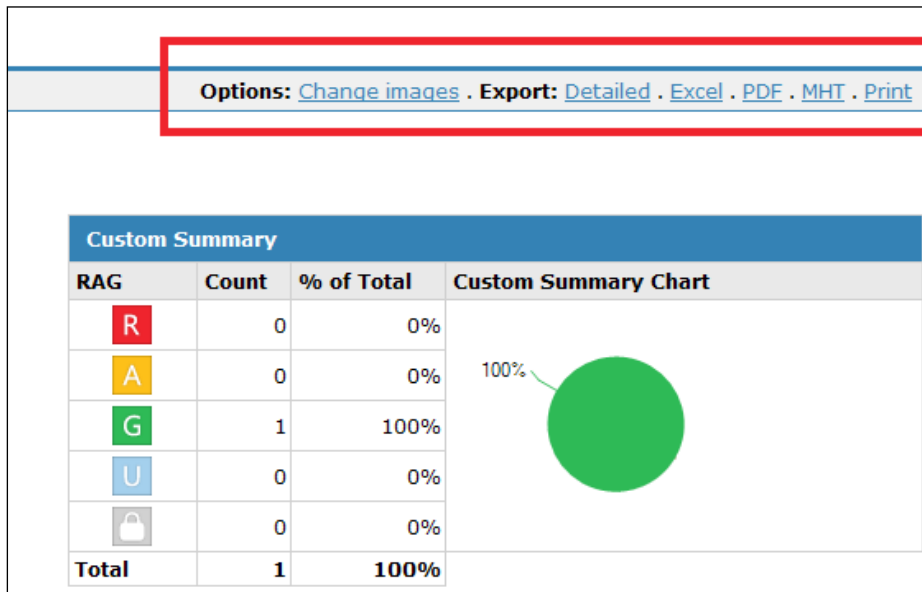 Options: Change images . Export: Detailed . Excel . PDF . MHT . Print
Custom Summary
RAG Count % of Total Custom Summary Chart
R 0 0%
A 0 0%
100%
G 1 100%
U 0 0%
0 0%
Total 1 100%